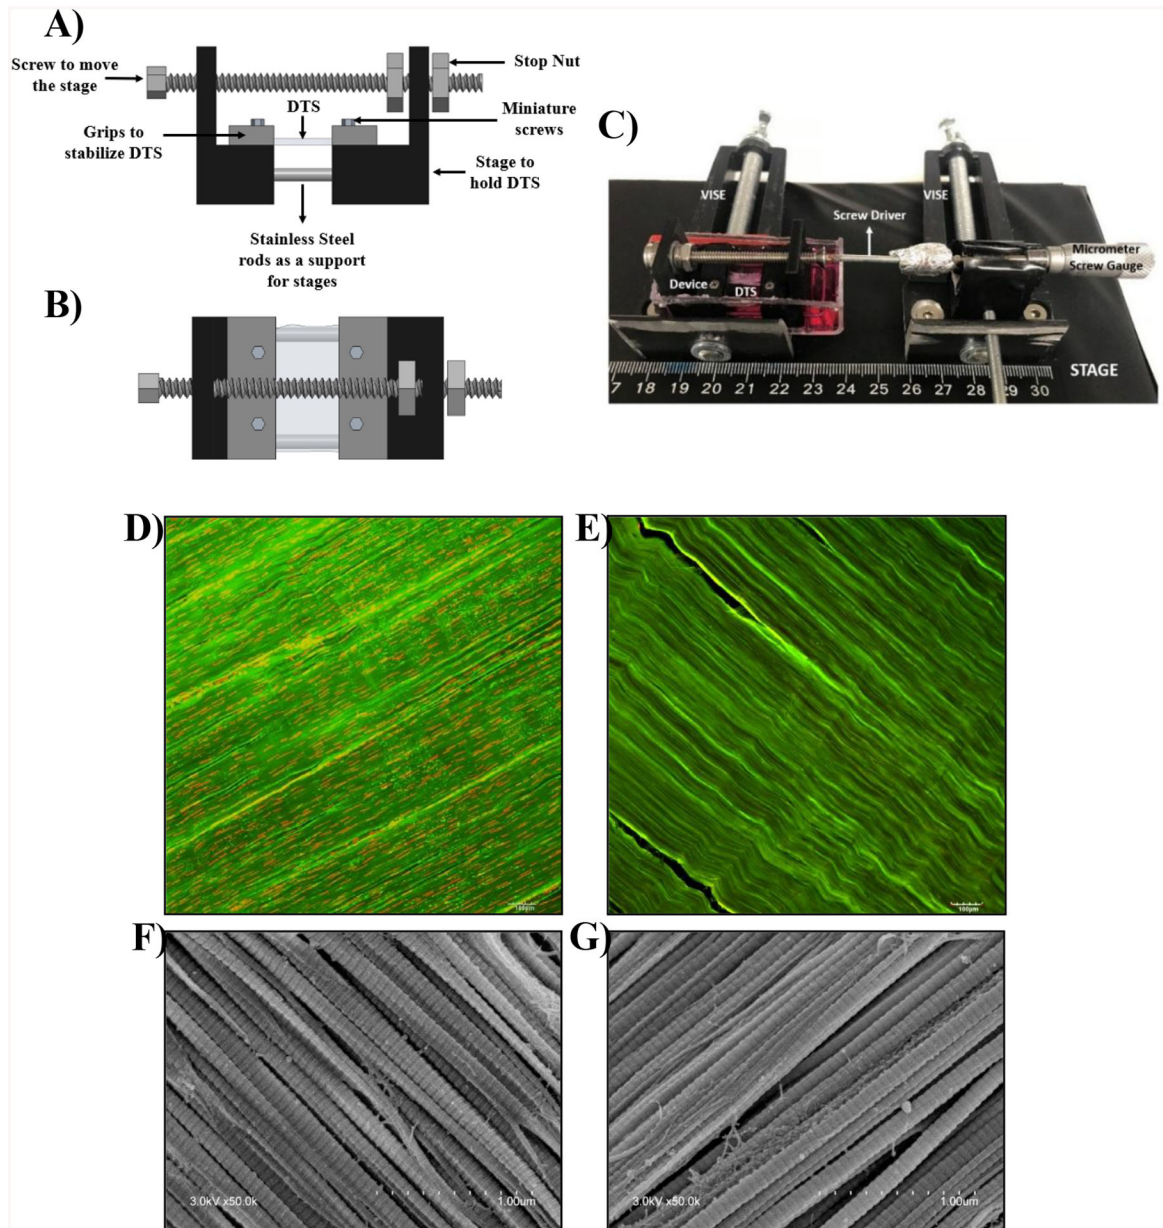 A)
Screw to move
the stage
Stop Nut
DTS
Miniature
screws
Grips to
stabilize DTS
Stage to
hold DTS
Stainless Steel
rods as a support
for stages
B)
C)
VISE
VISE
Screw Driver
Micrometer
Screw Gauge
Device
DTS
STAGE
7 18 19 20 21 22 23 24 25 26 27 28 29 30
D)
100µm
E)
100µm
F)
3.0kV x50.0k 1.00um
G)
3.0kV x50.0k 1.00um